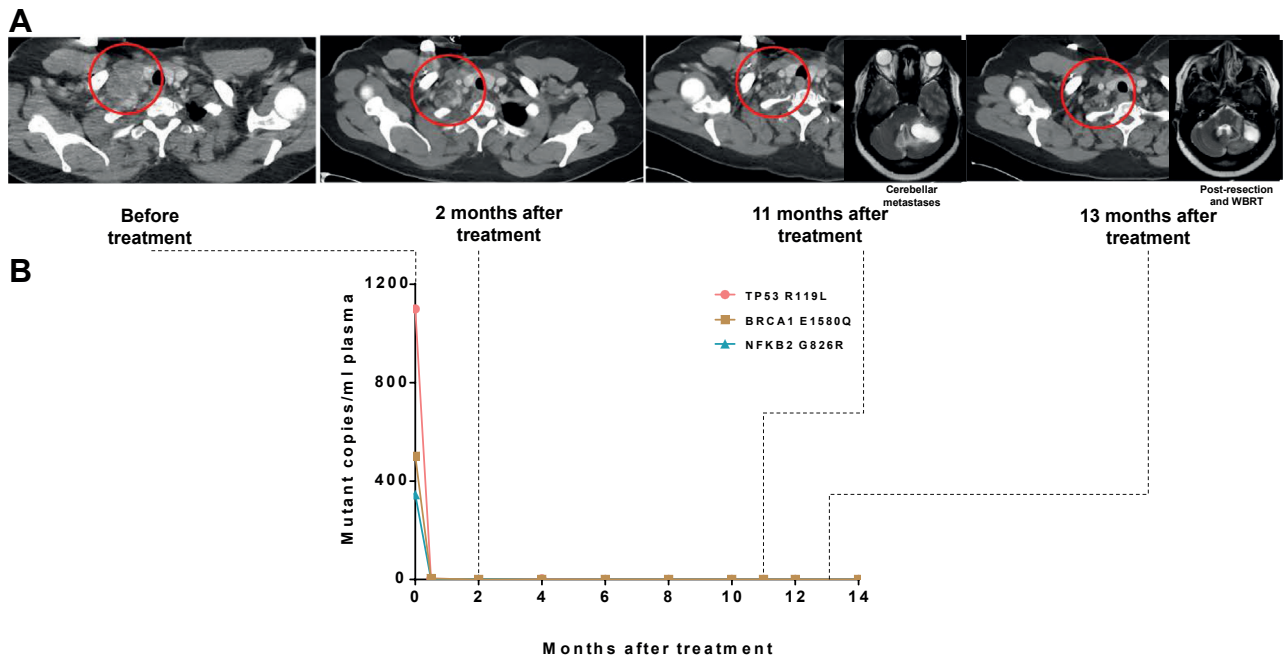 A
Cerebellar
metastases
Post-resection
and WBRT
Before
treatment
2 months after
treatment
11 months after
treatment
13 months after
treatment
B
1200
800
400
0
Mutant copies/ml plasma
TP53 R119L
BRCA1 E1580Q
NFKB2 G826R
0 2 4 6 8 10 12 14
Months after treatment